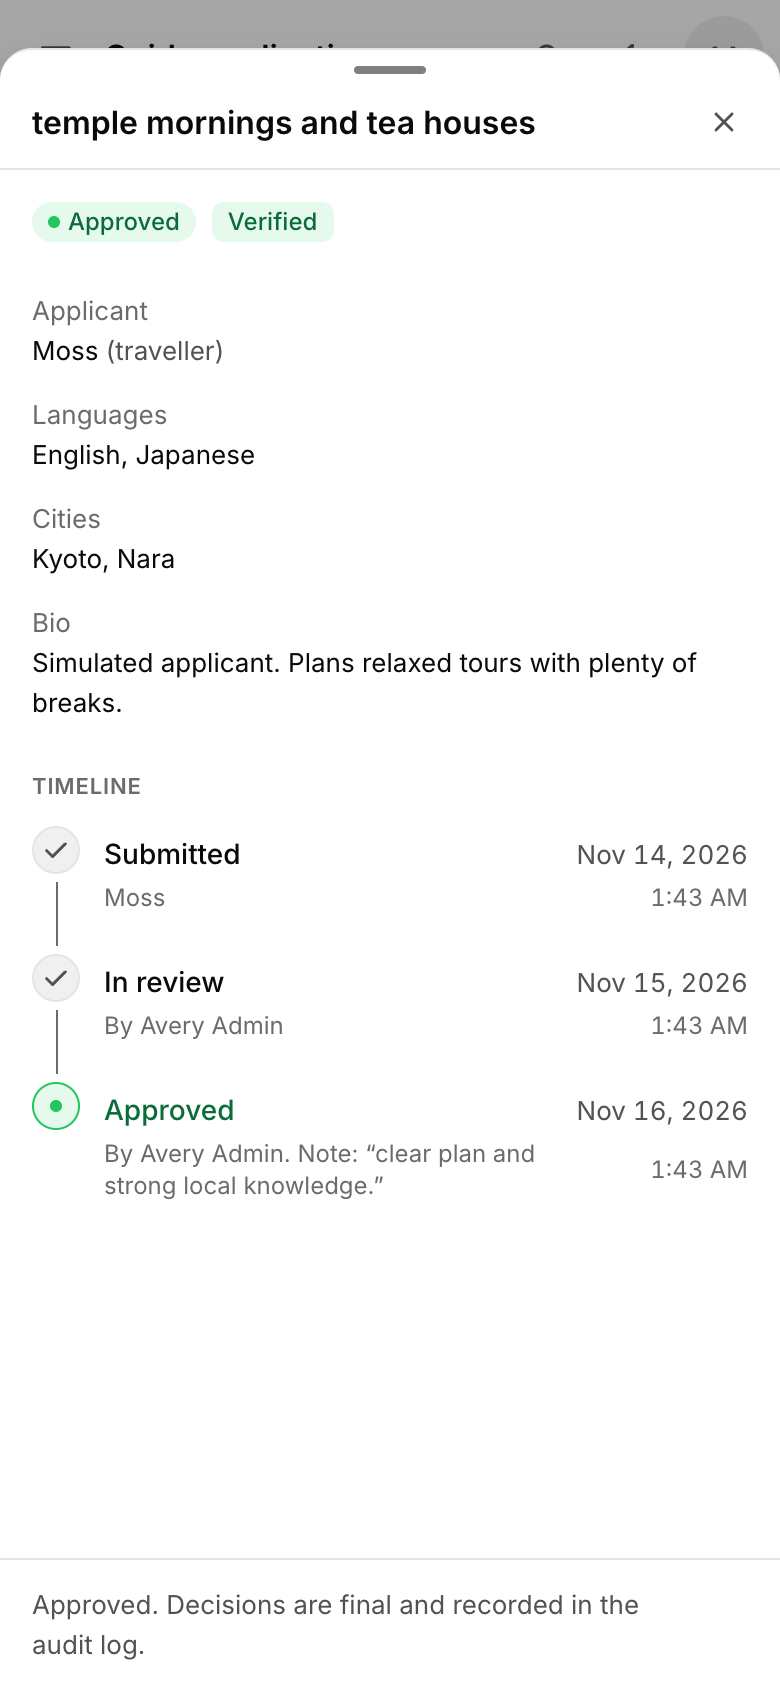 temple mornings and tea houses
Approved
Verified
Applicant
Moss (traveller)
Languages
English, Japanese
Cities
Kyoto, Nara
Bio
Simulated applicant. Plans relaxed tours with plenty of
breaks.
TIMELINE
Submitted
Nov 14, 2026
Moss
1:43 AM
In review
Nov 15, 2026
By Avery Admin
1:43 AM
Approved
Nov 16, 2026
By Avery Admin. Note: “clear plan and
strong local knowledge.”
1:43 AM
Approved. Decisions are final and recorded in the
audit log.